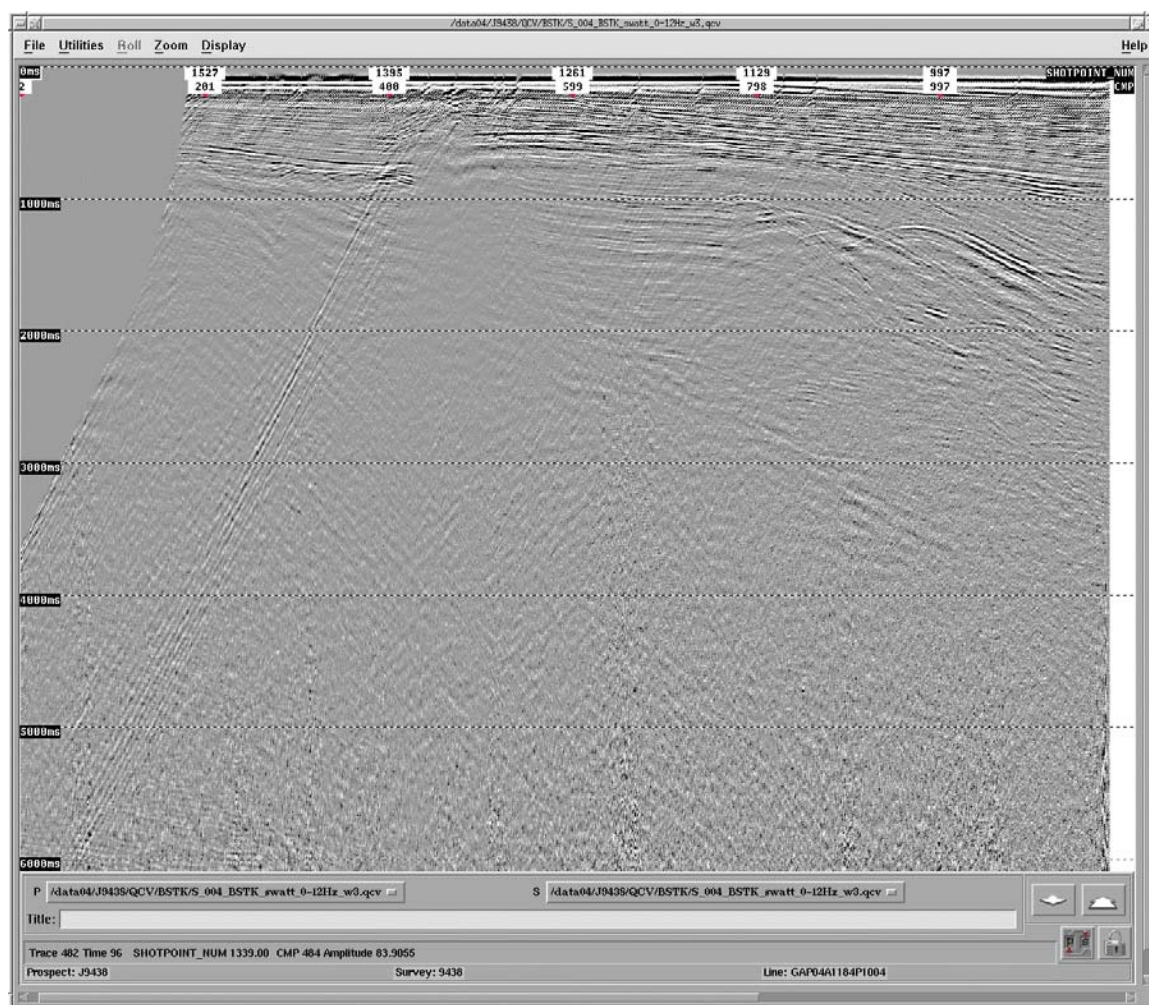 /data04/J9438/QCV/BSTK/S_004_BSTK_swatt_0-12Hz_w3.qcv
File Utilities Roll Zoom Display Help
0ms 1527 1395 1261 1129 997 SHOTPOINT_NUM
2 201 400 599 798 997 CMP
1000ms
2000ms
3000ms
4000ms
5000ms
6000ms
P /data04/J9438/QCV/BSTK/S_004_BSTK_swatt_0-12Hz_w3.qcv S /data04/J9438/QCV/BSTK/S_004_BSTK_swatt_0-12Hz_w3.qcv
Title:
Trace 482 Time 96 SHOTPOINT_NUM 1339.00 CMP 484 Amplitude 83.9055
Prospect: J9438 Survey: 9438 Line: GAP04A1184P1004